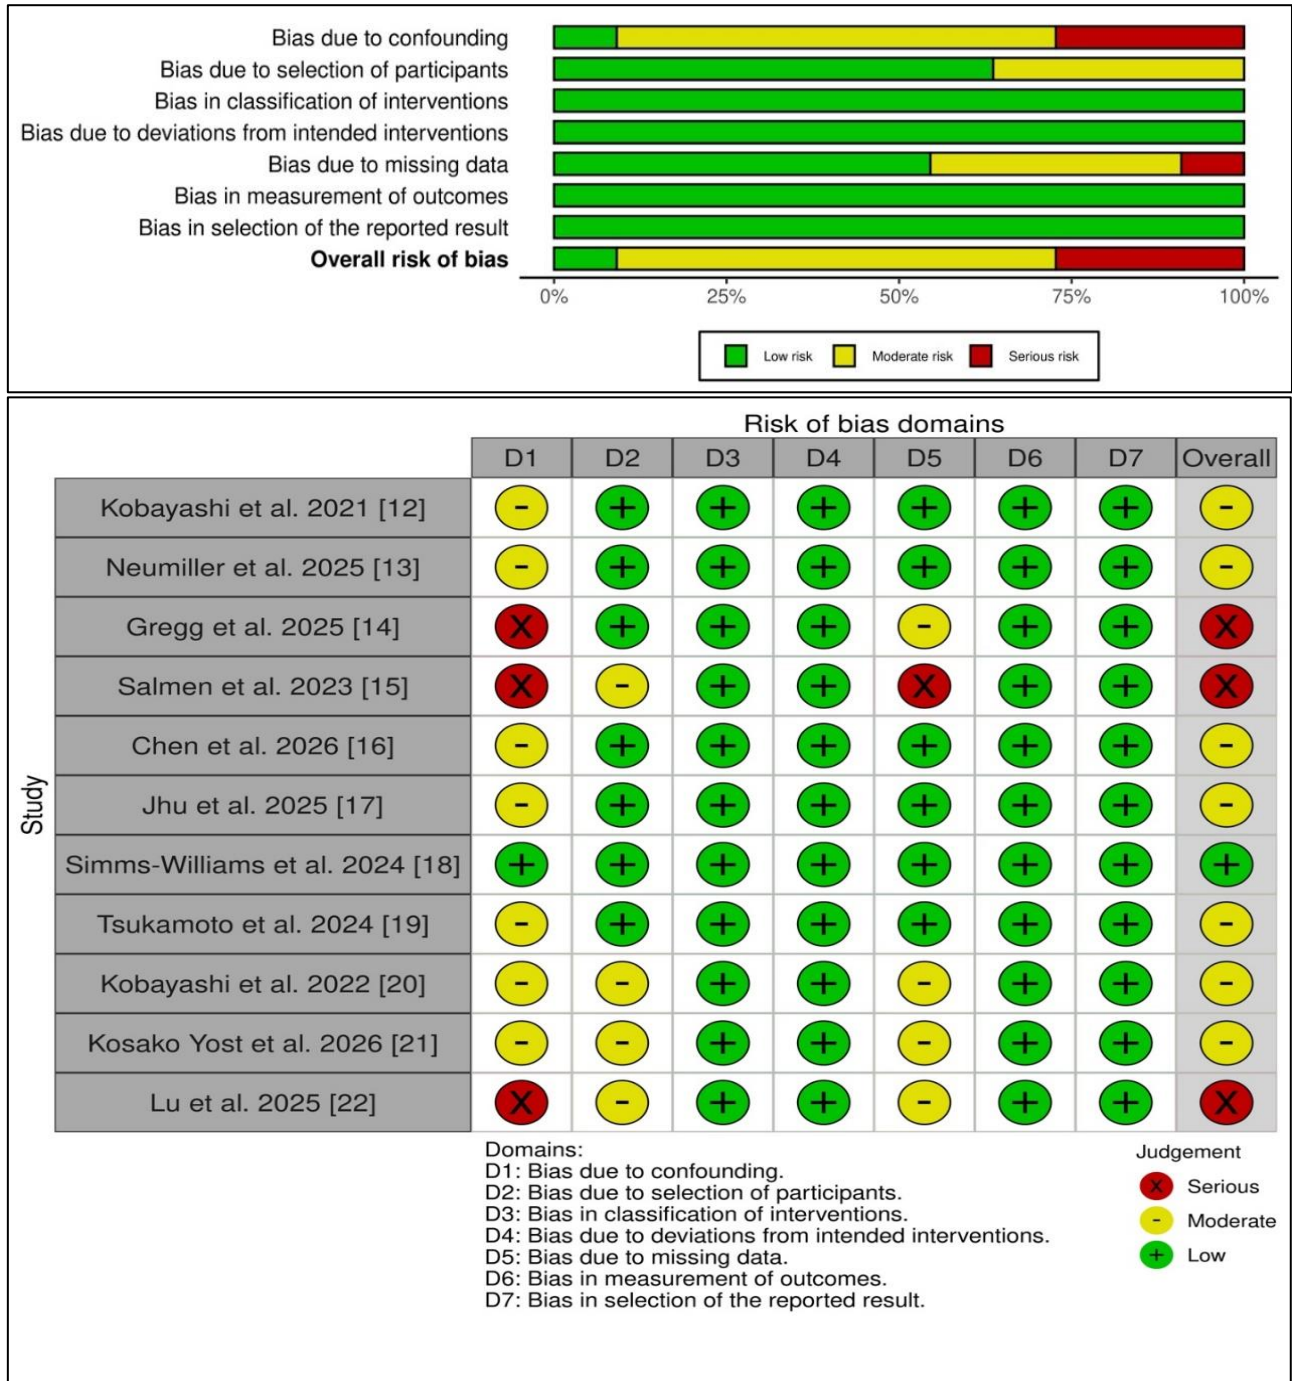 Bias due to confounding
Bias due to selection of participants
Bias in classification of interventions
Bias due to deviations from intended interventions
Bias due to missing data
Bias in measurement of outcomes
Bias in selection of the reported result
Overall risk of bias
0% 25% 50% 75% 100%
Low risk Moderate risk Serious risk
Risk of bias domains
D1 D2 D3 D4 D5 D6 D7 Overall
Study
Kobayashi et al. 2021 [12] - + + + + + + -
Neumiller et al. 2025 [13] - + + + + + + -
Gregg et al. 2025 [14] X + + + - + + X
Salmen et al. 2023 [15] X - + + X + + X
Chen et al. 2026 [16] - + + + + + + -
Jhu et al. 2025 [17] - + + + + + + -
Simms-Williams et al. 2024 [18] + + + + + + + +
Tsukamoto et al. 2024 [19] - + + + + + + -
Kobayashi et al. 2022 [20] - - + + - + + -
Kosako Yost et al. 2026 [21] - - + + - + + -
Lu et al. 2025 [22] X - + + - + + X
Domains:
D1: Bias due to confounding.
D2: Bias due to selection of participants.
D3: Bias in classification of interventions.
D4: Bias due to deviations from intended interventions.
D5: Bias due to missing data.
D6: Bias in measurement of outcomes.
D7: Bias in selection of the reported result.
Judgement
X Serious
- Moderate
+ Low